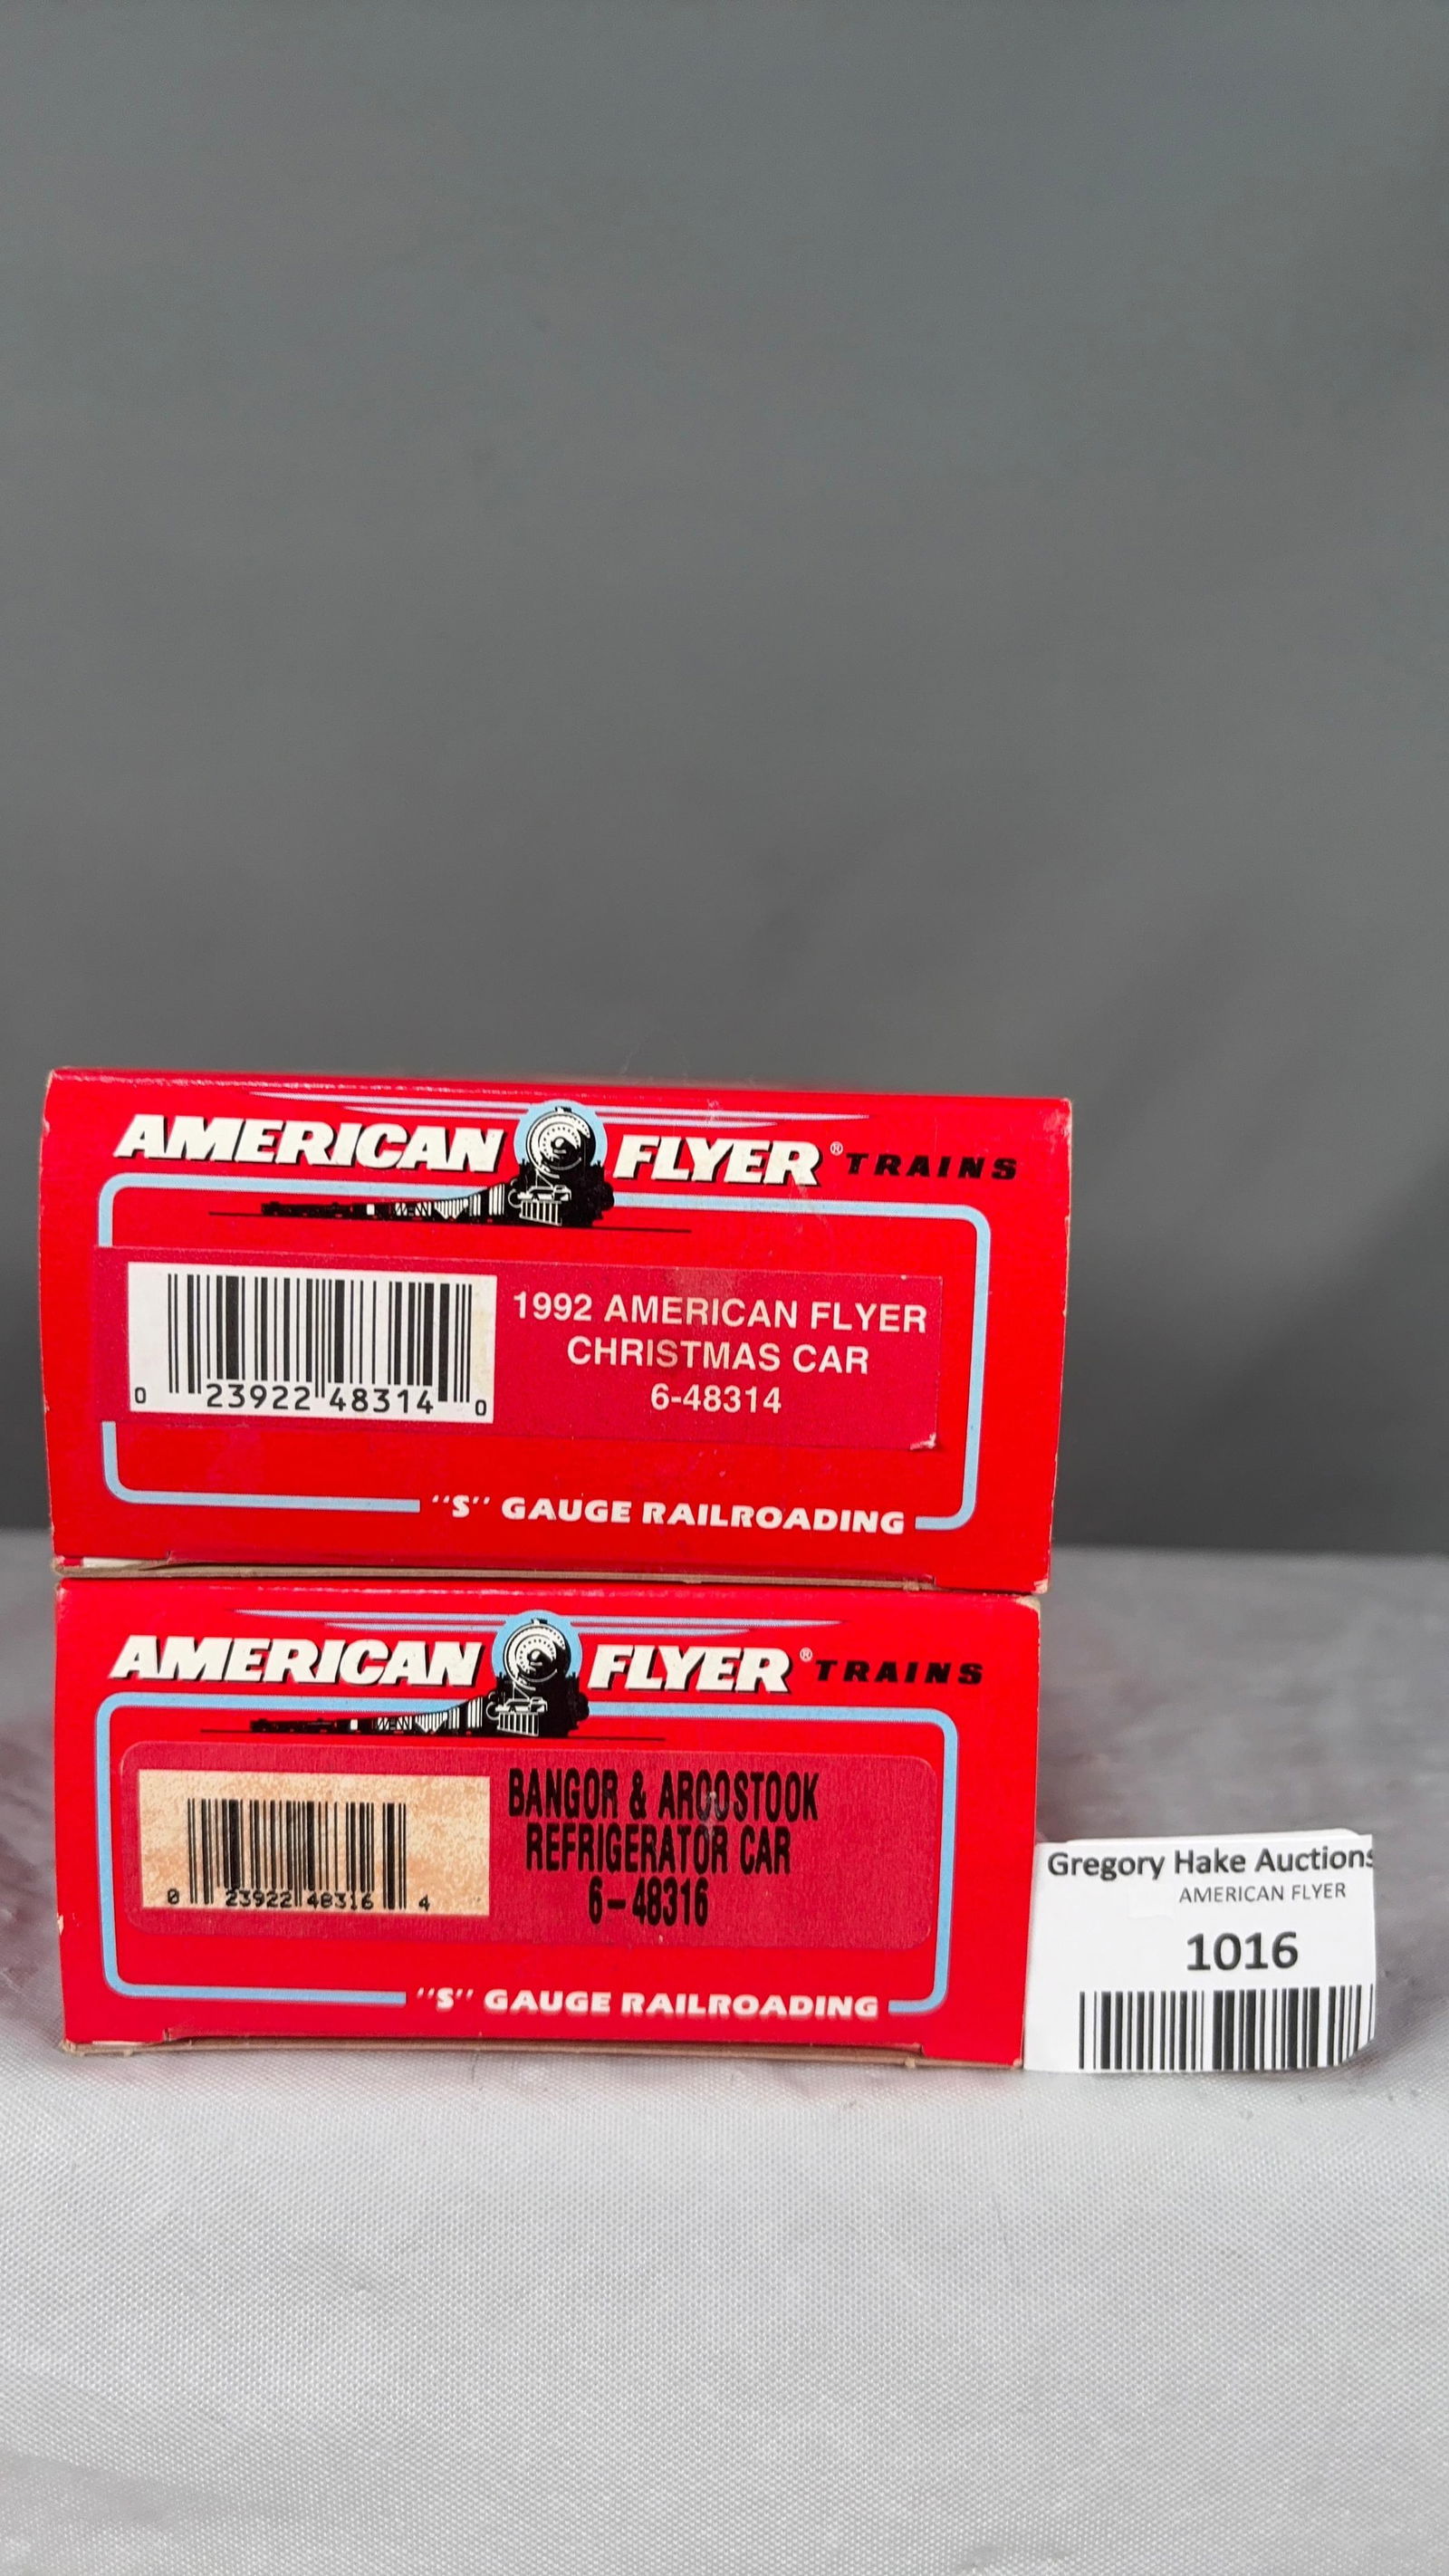 AMERICAN FLYER® TRAINS
1992 AMERICAN FLYER
CHRISTMAS CAR
6-48314
0 23922 48314 0
"S" GAUGE RAILROADING
AMERICAN FLYER® TRAINS
BANGOR & AROOSTOOK
REFRIGERATOR CAR
6-48316
0 23922 48316 4
"S" GAUGE RAILROADING
Gregory Hake Auctions
AMERICAN FLYER
1016